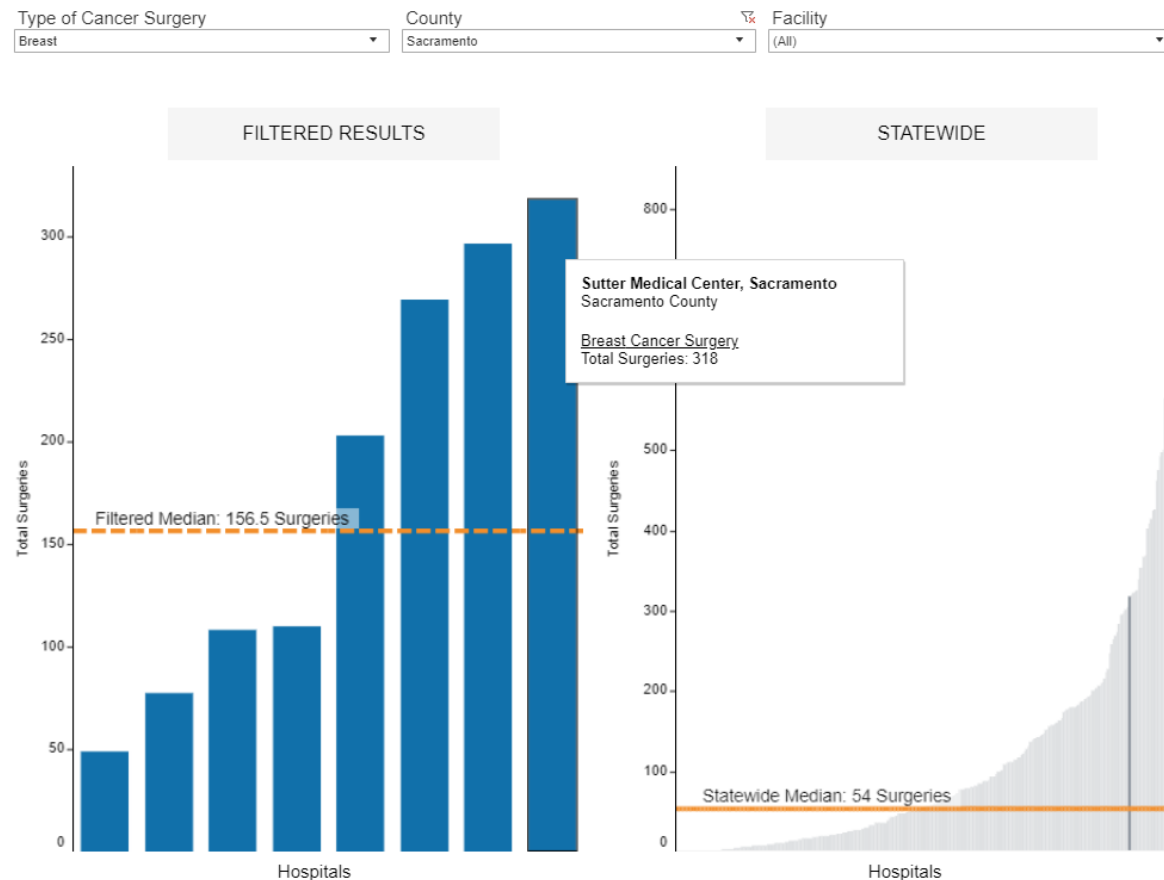 Type of Cancer Surgery
Breast
County
Sacramento
Facility
(All)
FILTERED RESULTS
STATEWIDE
Total Surgeries
300
250
200
150
100
50
0
Filtered Median: 156.5 Surgeries
Hospitals
Sutter Medical Center, Sacramento
Sacramento County
Breast Cancer Surgery
Total Surgeries: 318
Total Surgeries
800
500
400
300
200
100
0
Statewide Median: 54 Surgeries
Hospitals